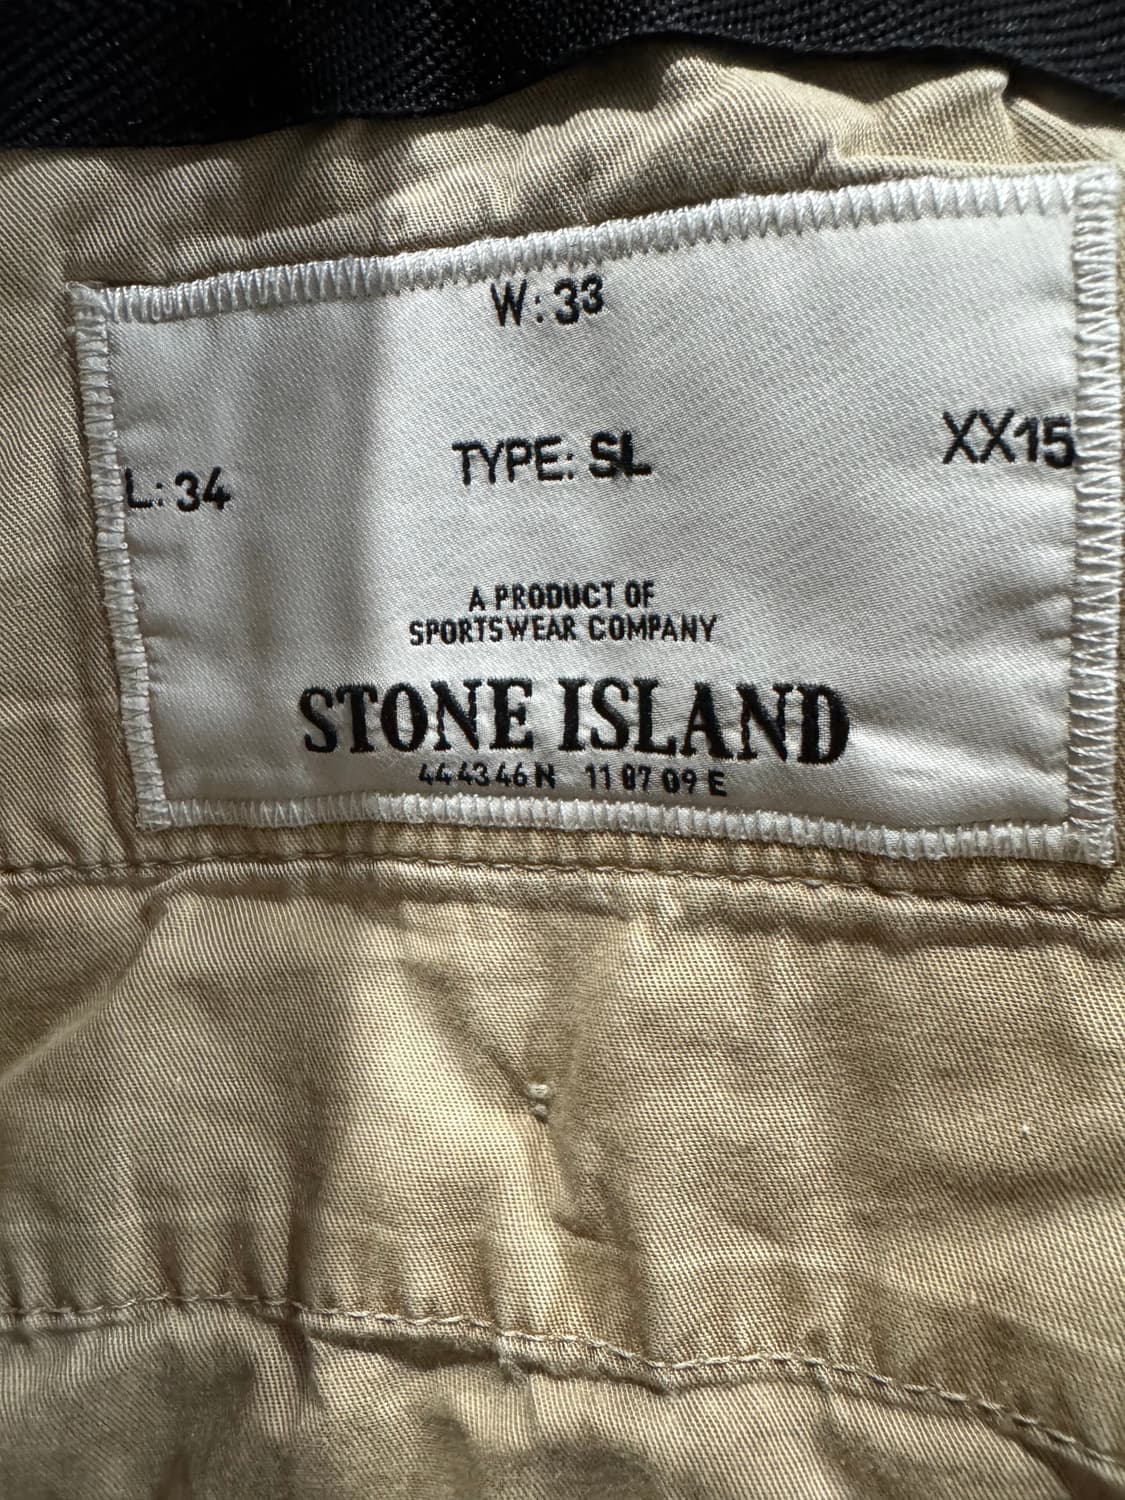 W: 33
L: 34 TYPE: SL XX15
A PRODUCT OF
SPORTSWEAR COMPANY
STONE ISLAND
44 43 46 N 11 07 09 E